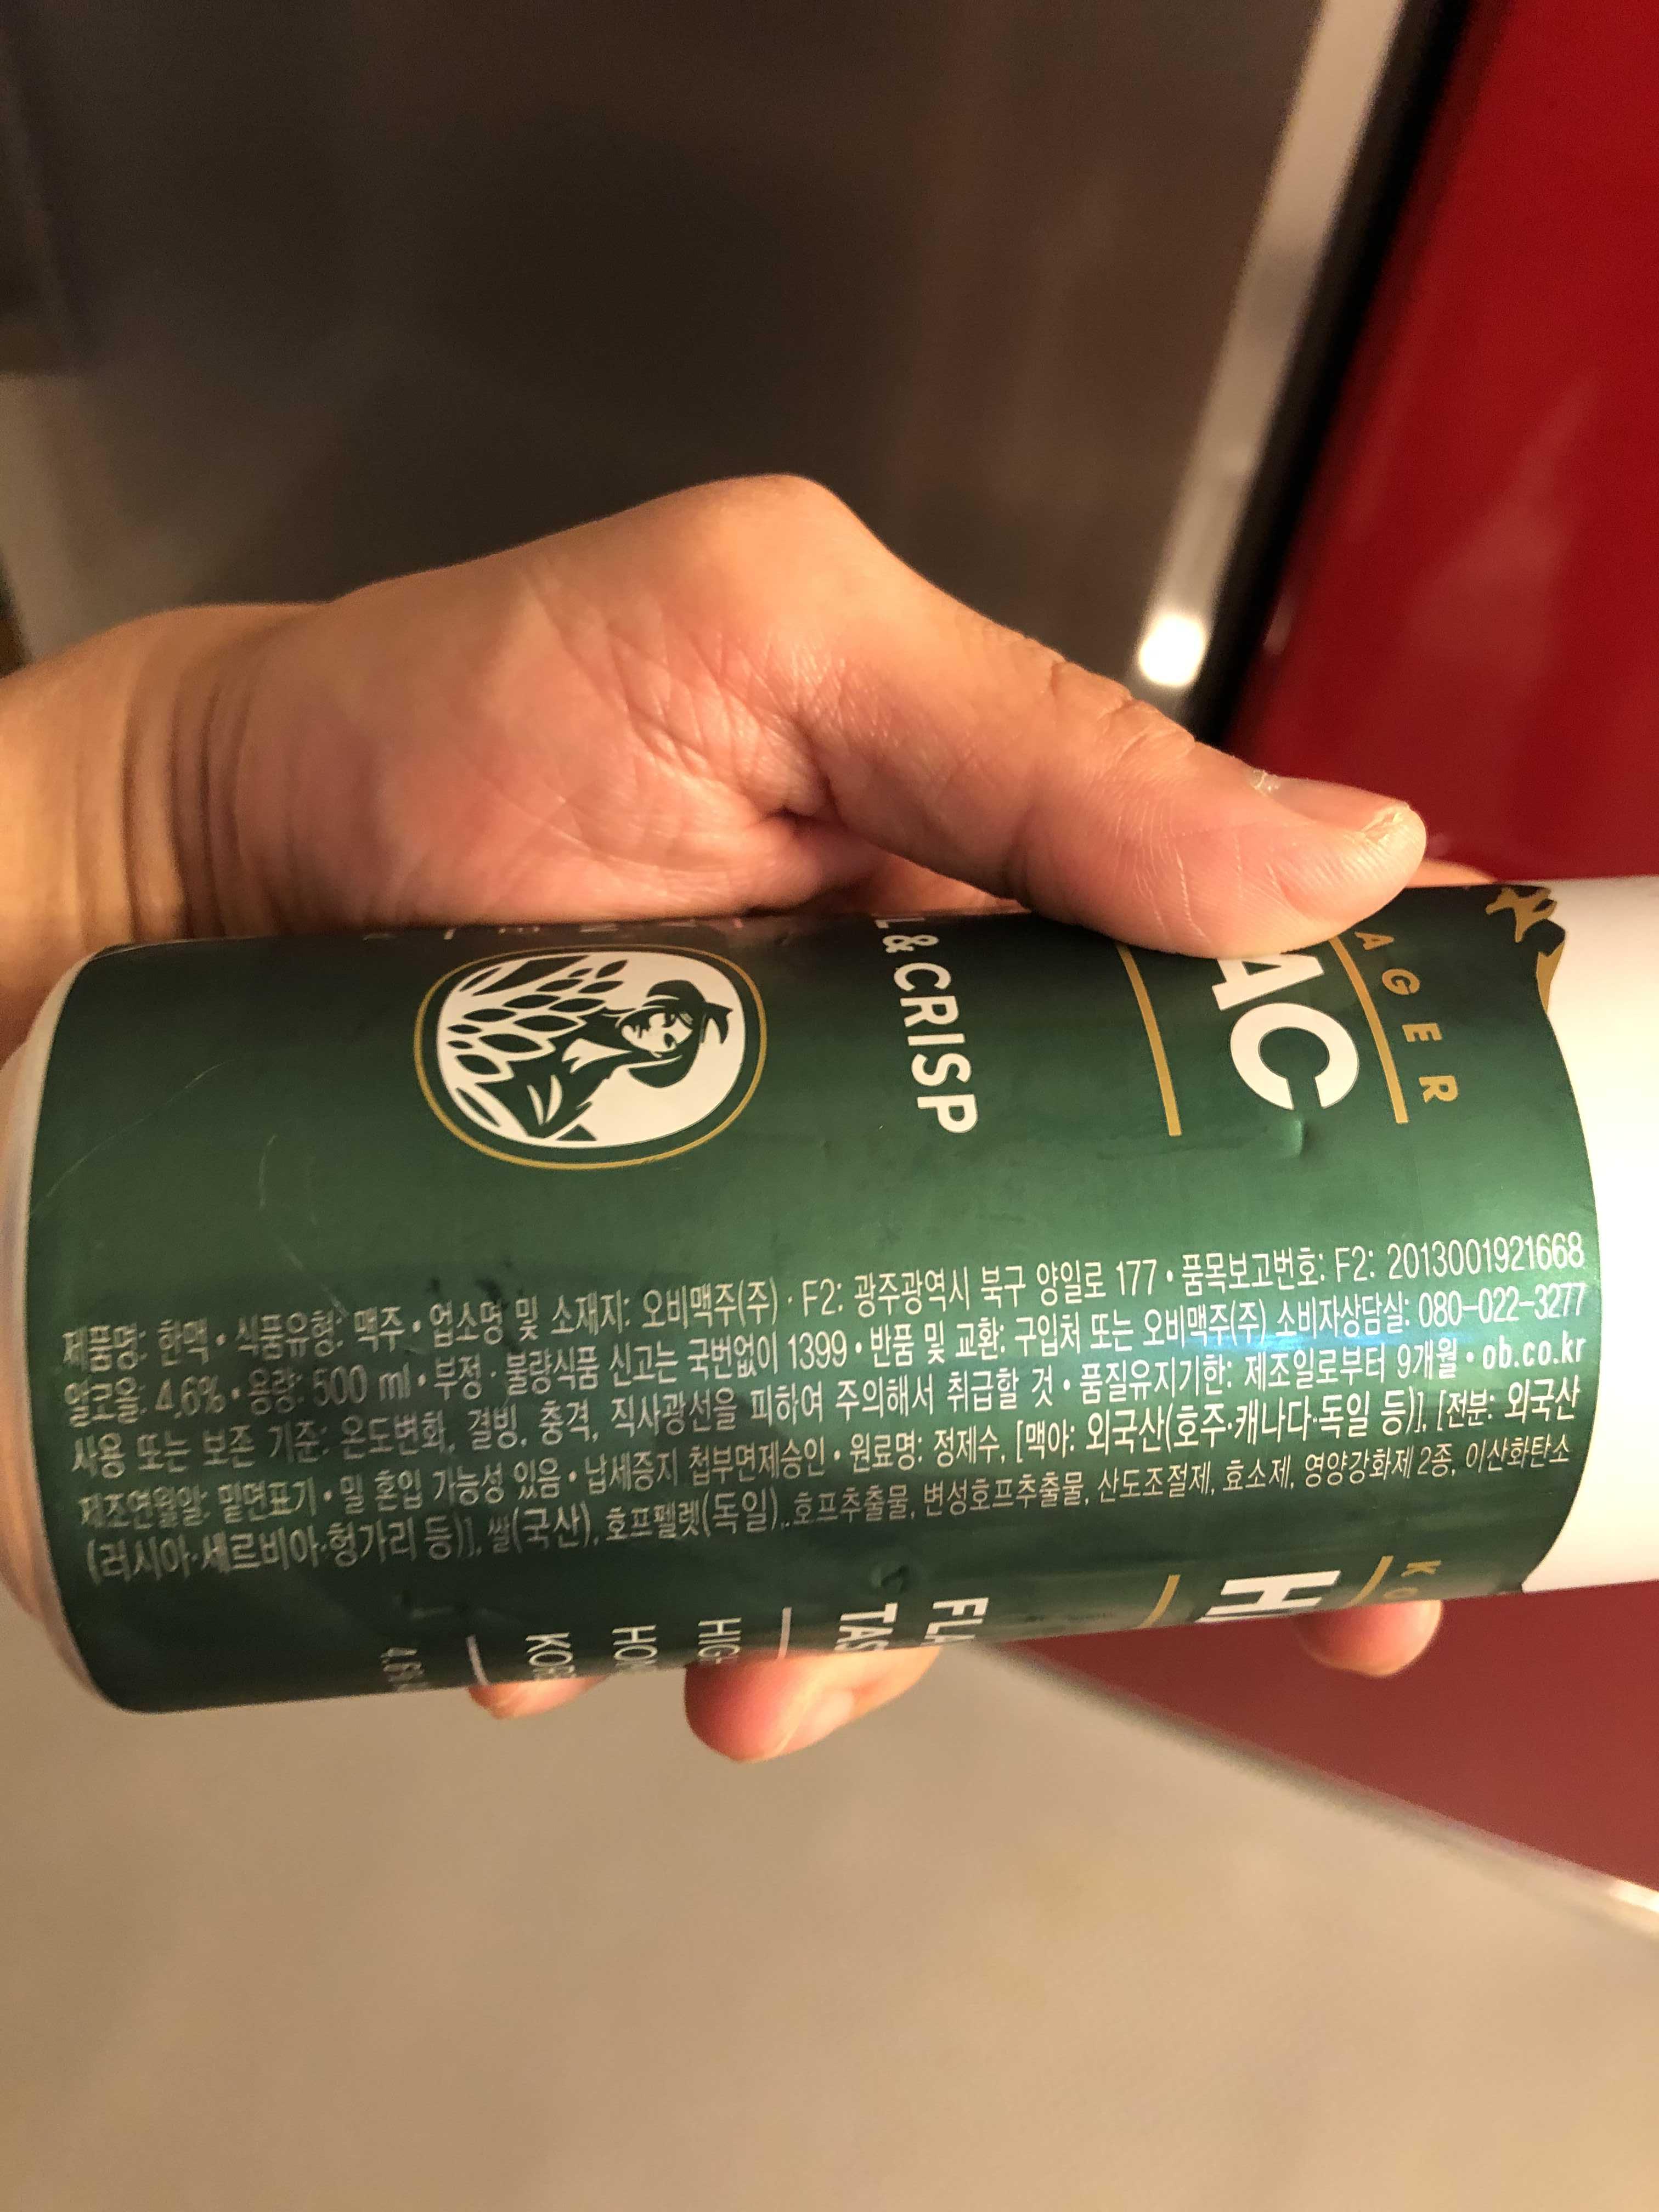 AGER
AC
L & CRISP
제품명: 한맥 • 식품유형: 맥주 • 업소명 및 소재지: 오비맥주(주) · F2: 광주광역시 북구 양일로 177 • 품목보고번호: F2: 2013001921668
알코올: 4.6% • 용량: 500 ml • 부정 · 불량식품 신고는 국번없이 1399 • 반품 및 교환: 구입처 또는 오비맥주(주) 소비자상담실: 080-022-3277
사용 또는 보존 기준: 온도변화, 결빙, 충격, 직사광선을 피하여 주의해서 취급할 것 • 품질유지기한: 제조일로부터 9개월 • ob.co.kr
제조연월일: 밑면표기 • 밀 혼입 가능성 있음 • 납세증지 첩부면제승인 • 원료명: 정제수, [맥아: 외국산(호주·캐나다·독일 등)], [전분: 외국산
(러시아·세르비아·헝가리 등)], 쌀(국산), 호프펠렛(독일), 호프추출물, 변성호프추출물, 산도조절제, 효소제, 영양강화제 2종, 이산화탄소
KO
H
FLA
TAS
HIG
HO
KOR
4.6%